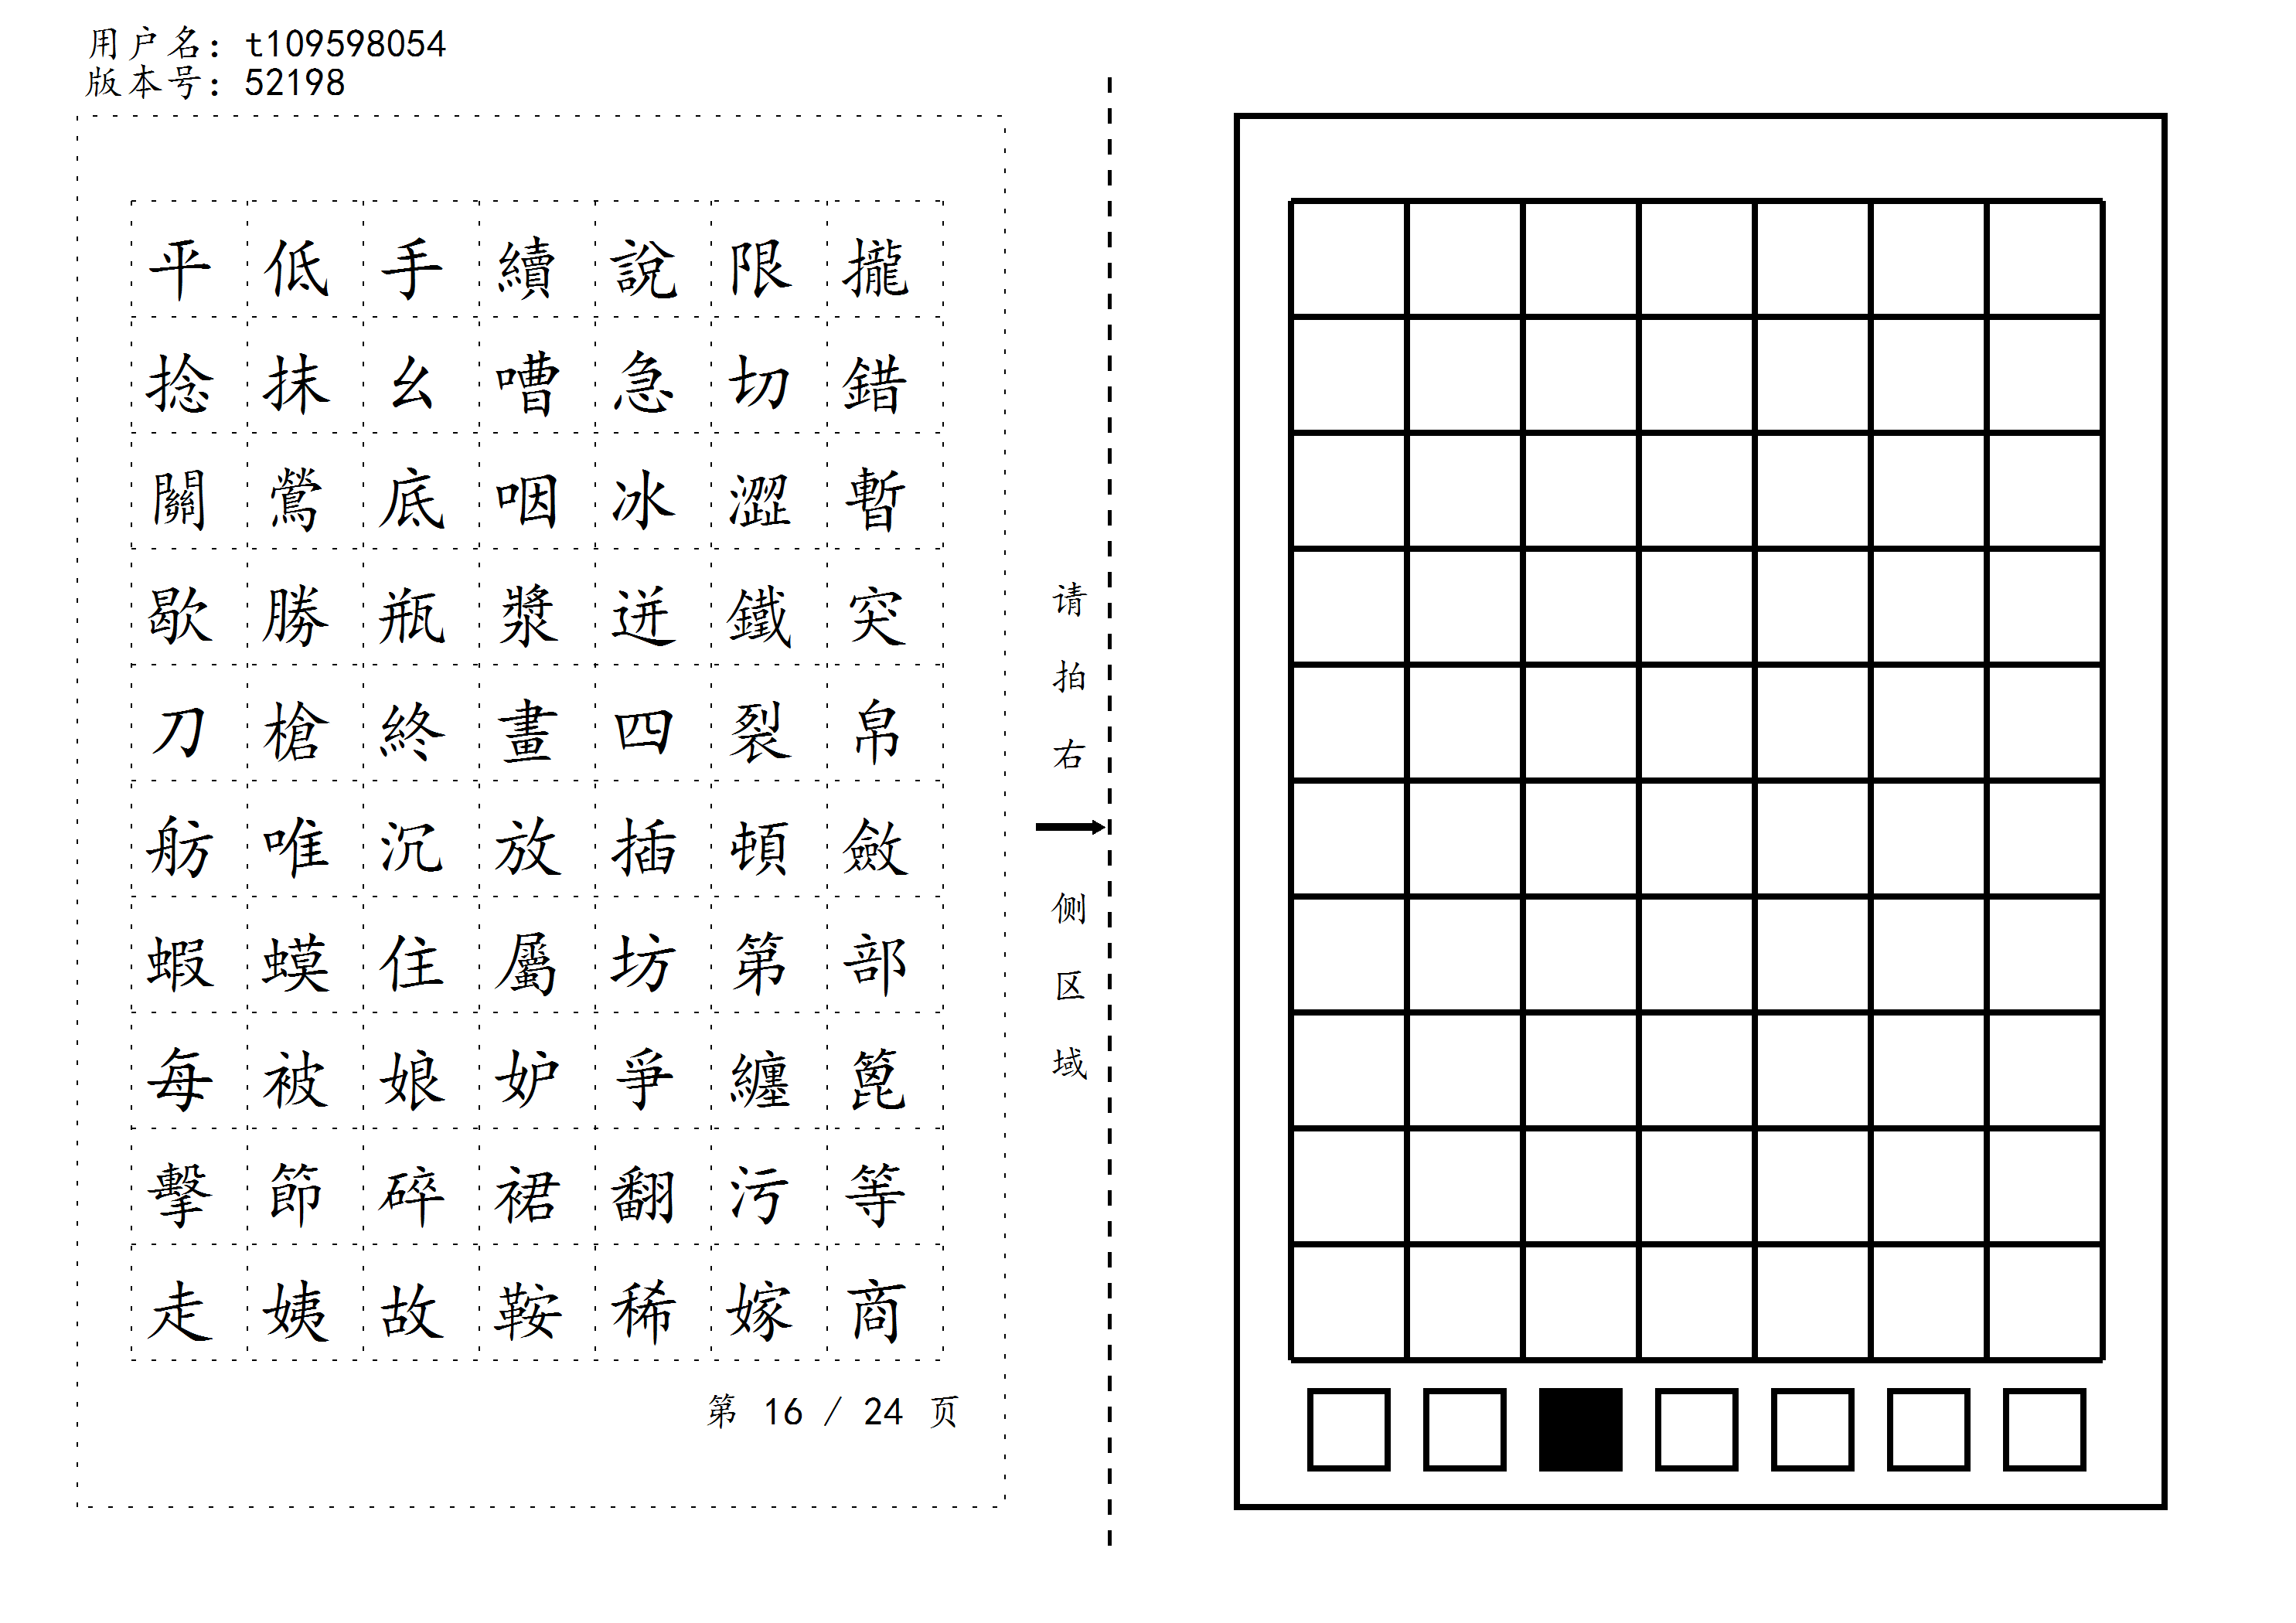 用户名: t109598054
版本号: 52198
平低手續說限攏
捻抹幺嘈急切錯
關鶯底咽冰澀暫
歇勝瓶漿迸鐵突
刀槍終畫四裂帛
舫唯沉放插頓斂
蝦蟆住屬坊第部
每被娘妒爭纏篦
擊節碎裙翻污等
走姨故鞍稀嫁商
第 16 / 24 页
请拍右侧区域